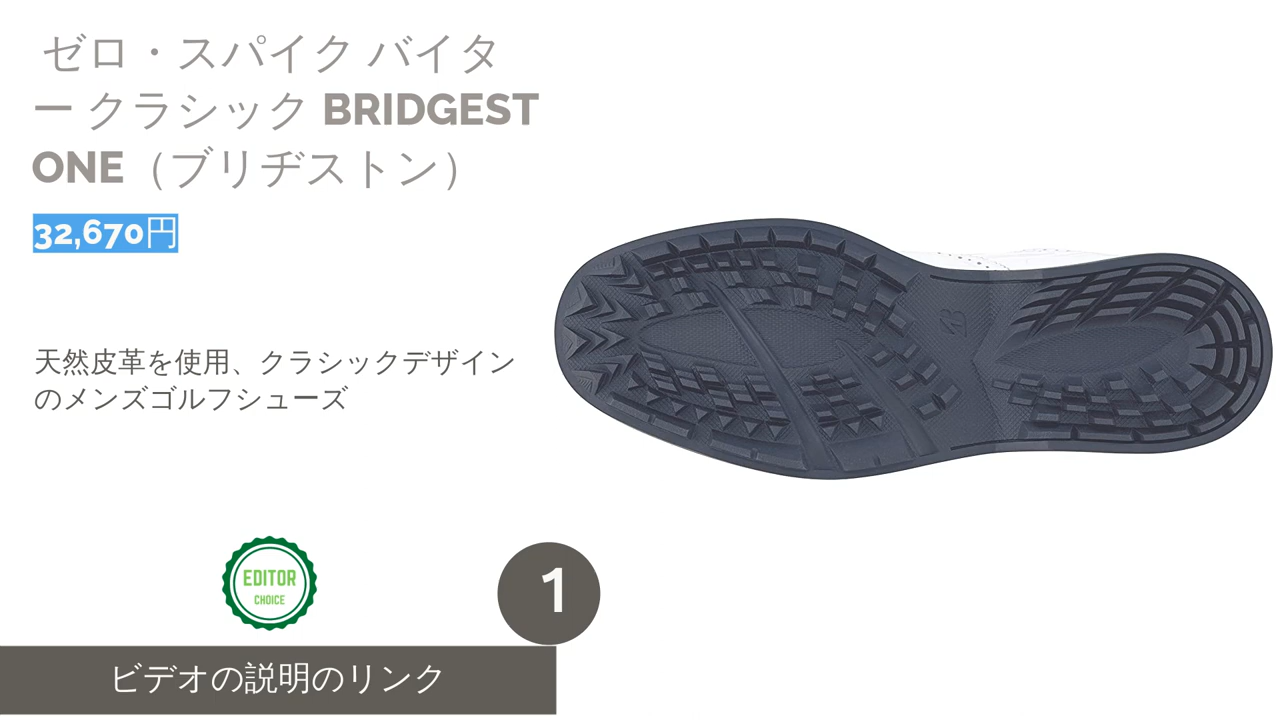 ゼロ・スパイク バイタ
ー クラシック BRIDGEST
ONE（ブリヂストン）
32,670円
天然皮革を使用、クラシックデザイン
のメンズゴルフシューズ
EDITOR
CHOICE
1
ビデオの説明のリンク